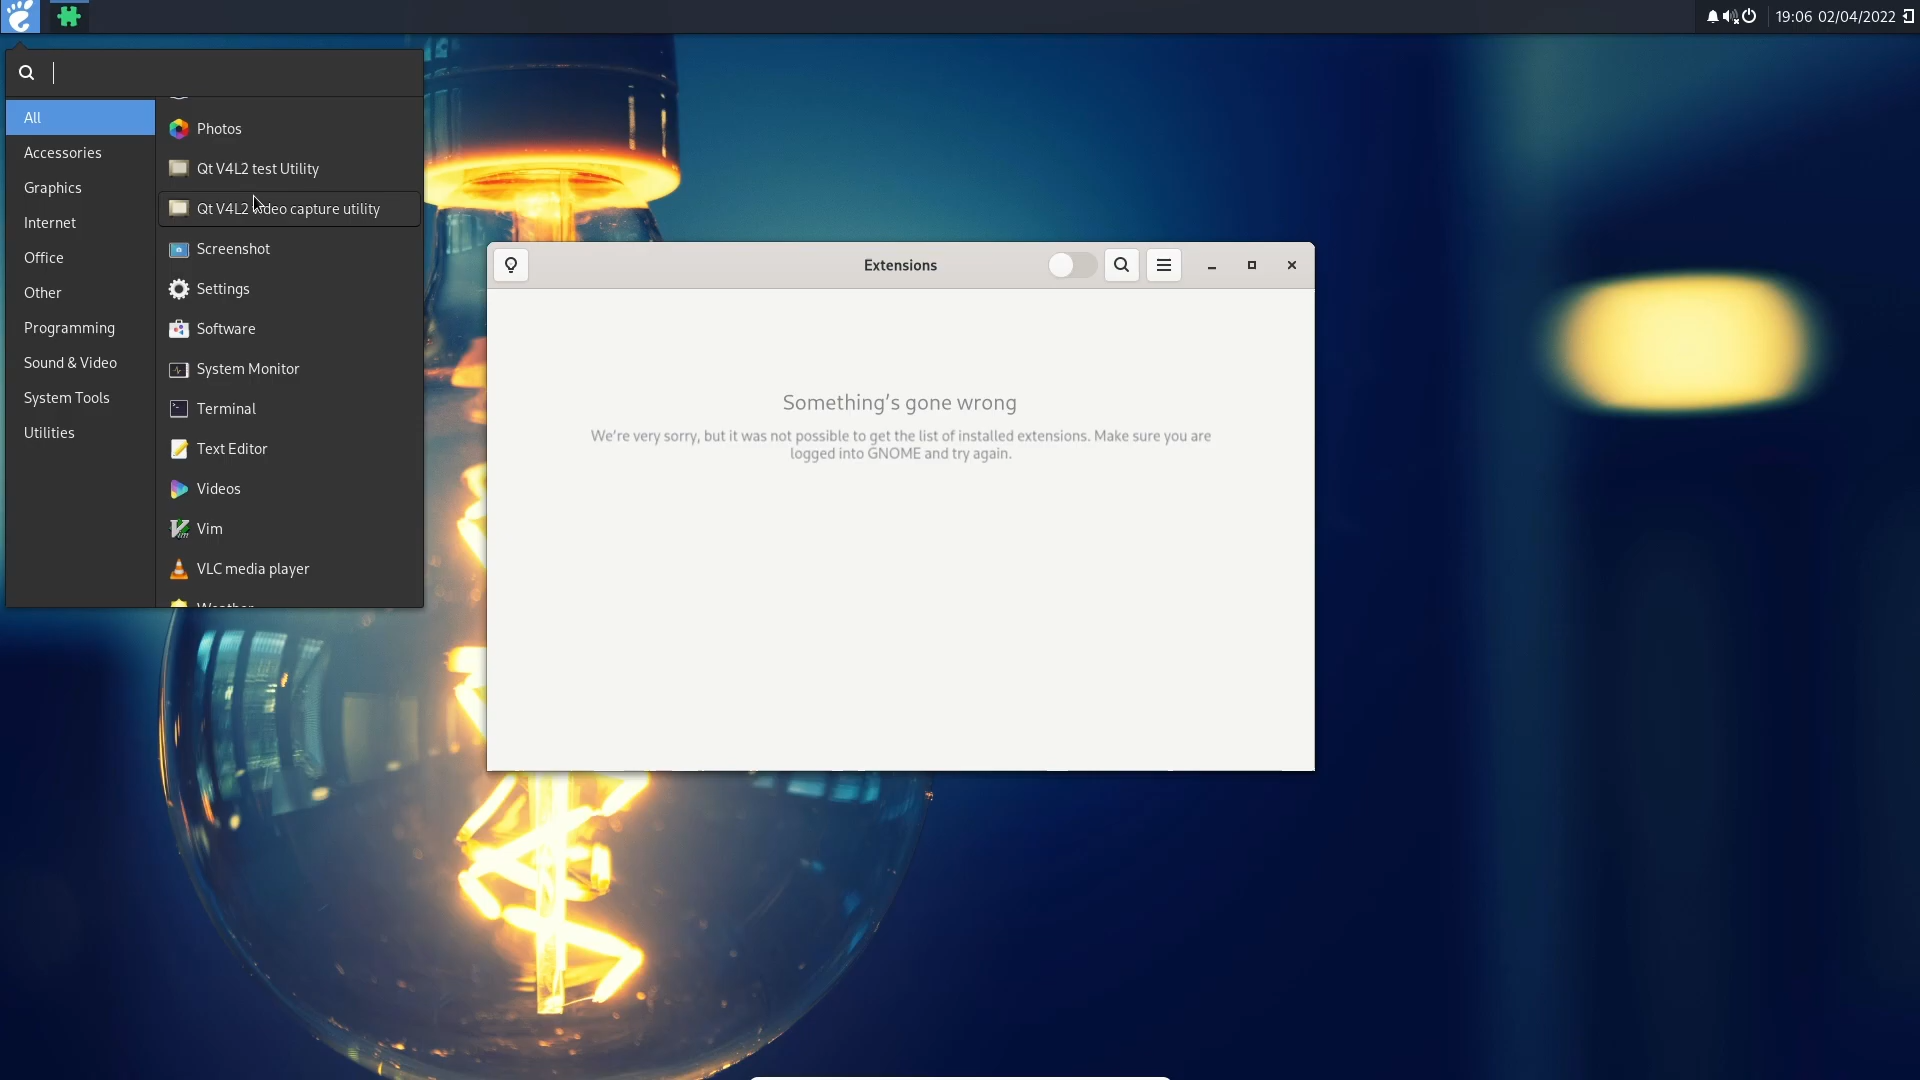 19:06 02/04/2022
All
Accessories
Graphics
Internet
Office
Other
Programming
Sound & Video
System Tools
Utilities
Photos
Qt V4L2 test Utility
Qt V4L2 video capture utility
Screenshot
Settings
Software
System Monitor
Terminal
Text Editor
Videos
Vim
VLC media player
Weather
Extensions
Something's gone wrong
We're very sorry, but it was not possible to get the list of installed extensions. Make sure you are
logged into GNOME and try again.